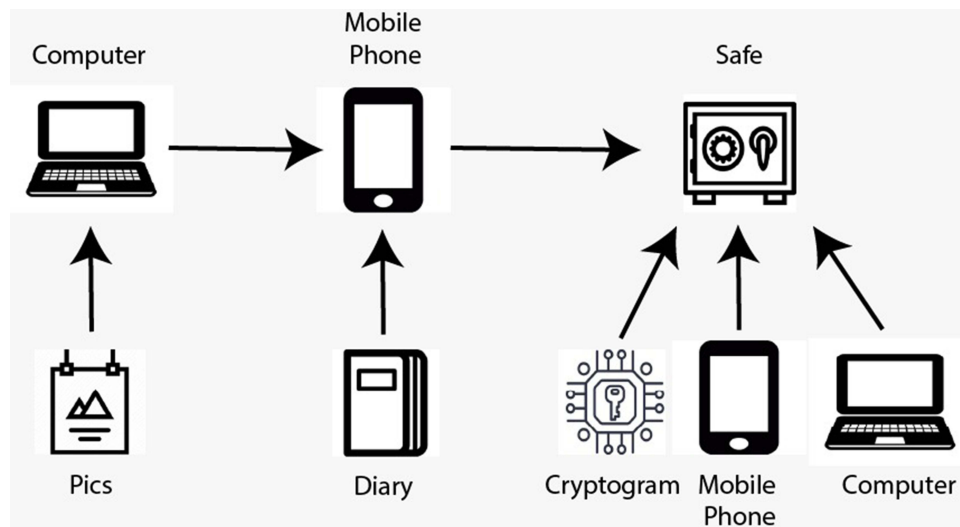 Computer
Mobile
Phone
Safe
Pics
Diary
Cryptogram
Mobile
Phone
Computer